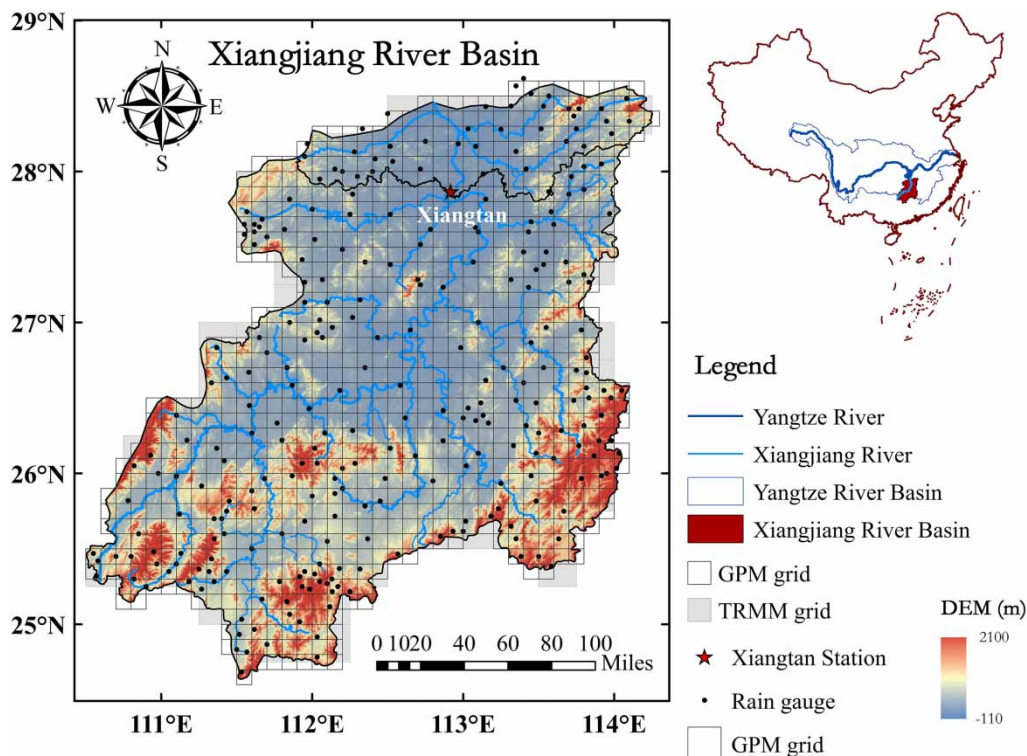 29°N
28°N
27°N
26°N
25°N
Xiangjiang River Basin
N
W E
S
Xiangtan
0 1020 40 60 80 100
Miles
111°E 112°E 113°E 114°E
Legend
Yangtze River
Xiangjiang River
Yangtze River Basin
Xiangjiang River Basin
GPM grid
TRMM grid
Xiangtan Station
Rain gauge
GPM grid
DEM (m)
2100
-110